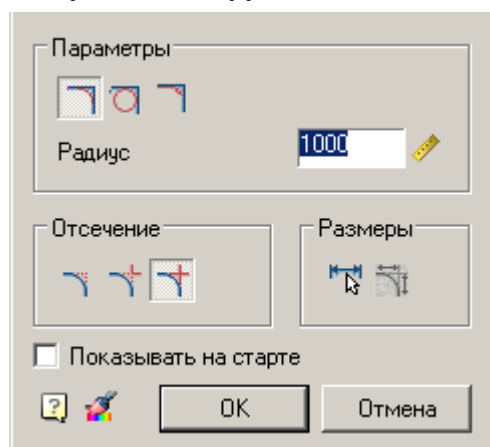 Параметры
Радиус 1000
Отсечение Размеры
Показывать на старте
OK Отмена